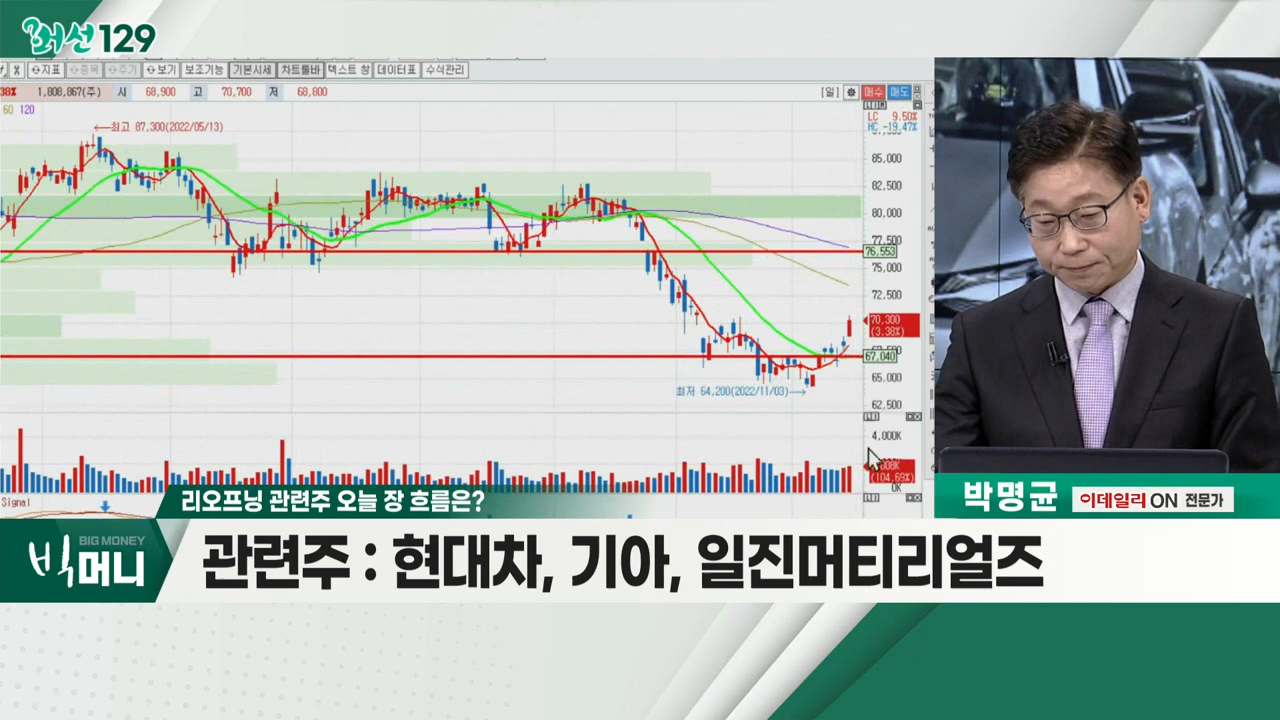 최선129
지표 종목 주기 보기 보조기능 기본시세 차트툴바 텍스트 창 데이터표 수식관리
38% 1,808,867(주) 시 68,900 고 70,700 저 68,800 [일] 매수 매도
60 120
최고 87,300(2022/05/13)
LC 9.50%
HC -19.47%
85,000
82,500
80,000
77,500
76,553
75,000
72,500
70,300
(3.38%)
67,040
65,000
최저 64,200(2022/11/03)
62,500
4,000K
(104.69%)
0K
Signal
리오프닝 관련주 오늘 장 흐름은?
박명균 이데일리ON 전문가
BIG MONEY
빅머니
관련주 : 현대차, 기아, 일진머티리얼즈